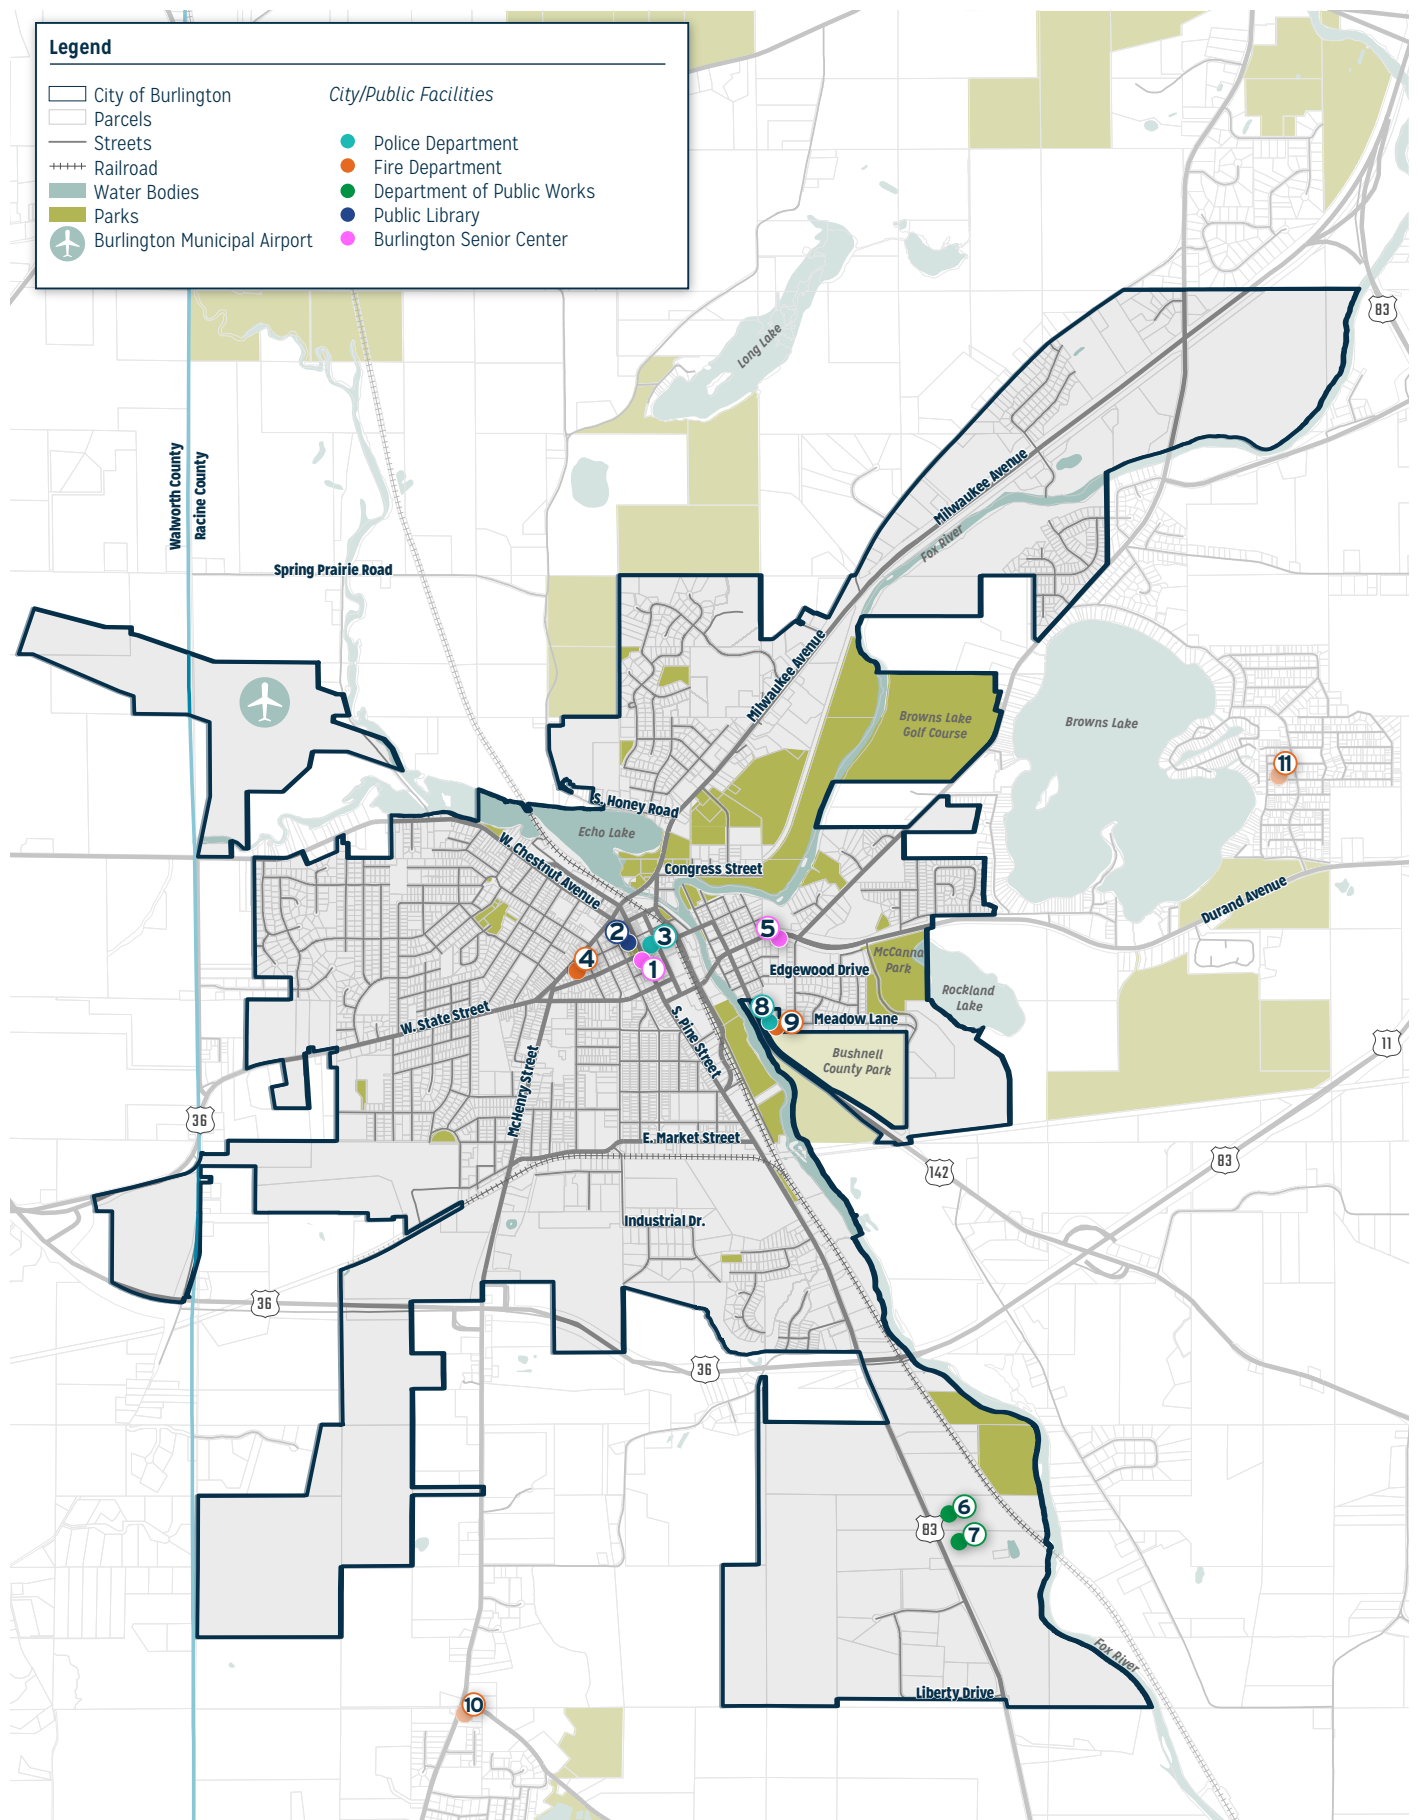 Legend
City of Burlington
Parcels
Streets
Railroad
Water Bodies
Parks
Burlington Municipal Airport
City/Public Facilities
Police Department
Fire Department
Department of Public Works
Public Library
Burlington Senior Center
83
Long Lake
Walworth County
Racine County
Milwaukee Avenue
Fox River
Spring Prairie Road
Milwaukee Avenue
Browns Lake
Golf Course
Browns Lake
11
S. Honey Road
Echo Lake
W. Chestnut Avenue
Congress Street
Durand Avenue
2
3
5
4
1
McCanna
Park
Edgewood Drive
Rockland
Lake
8
9
Meadow Lane
W. State Street
S. Pine Street
Bushnell
County Park
11
McHenry Street
36
E. Market Street
142
83
Industrial Dr.
36
36
6
83
7
Fox River
Liberty Drive
10